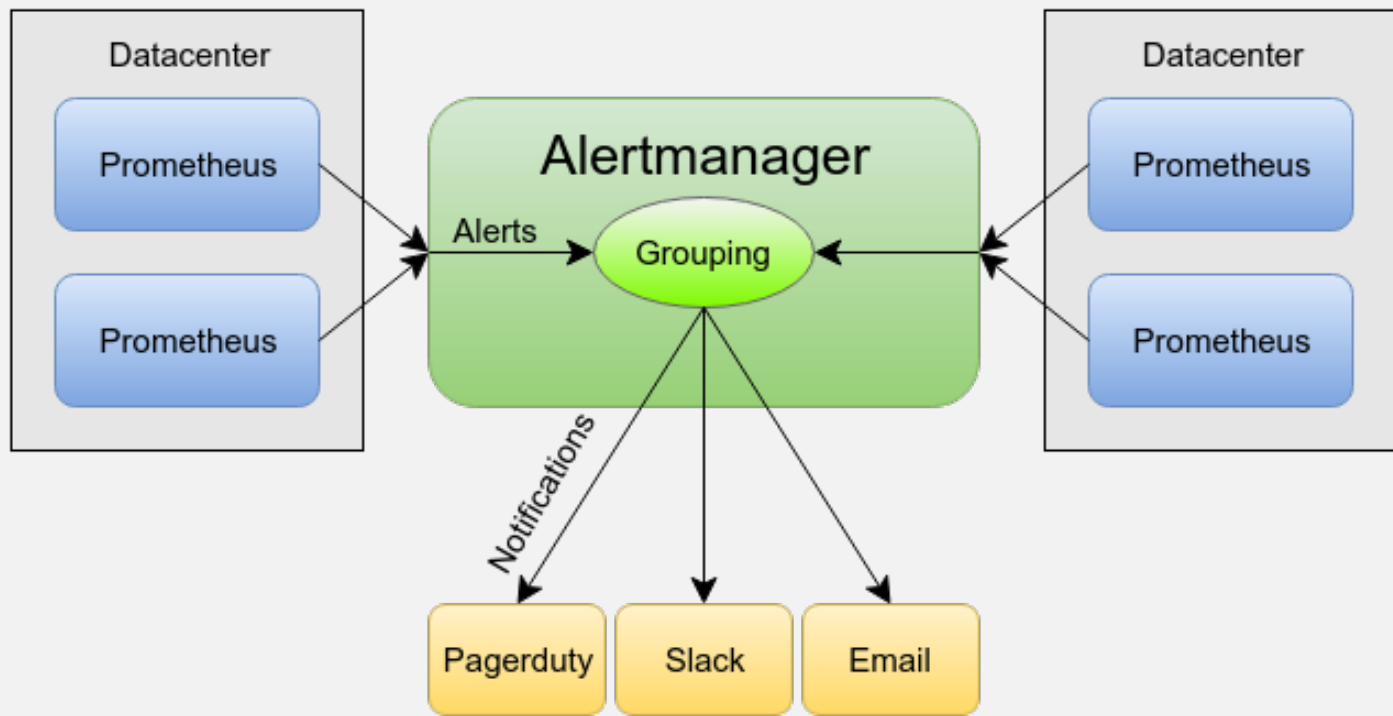 Datacenter
Prometheus
Prometheus
Alertmanager
Alerts
Grouping
Datacenter
Prometheus
Prometheus
Notifications
Pagerduty
Slack
Email